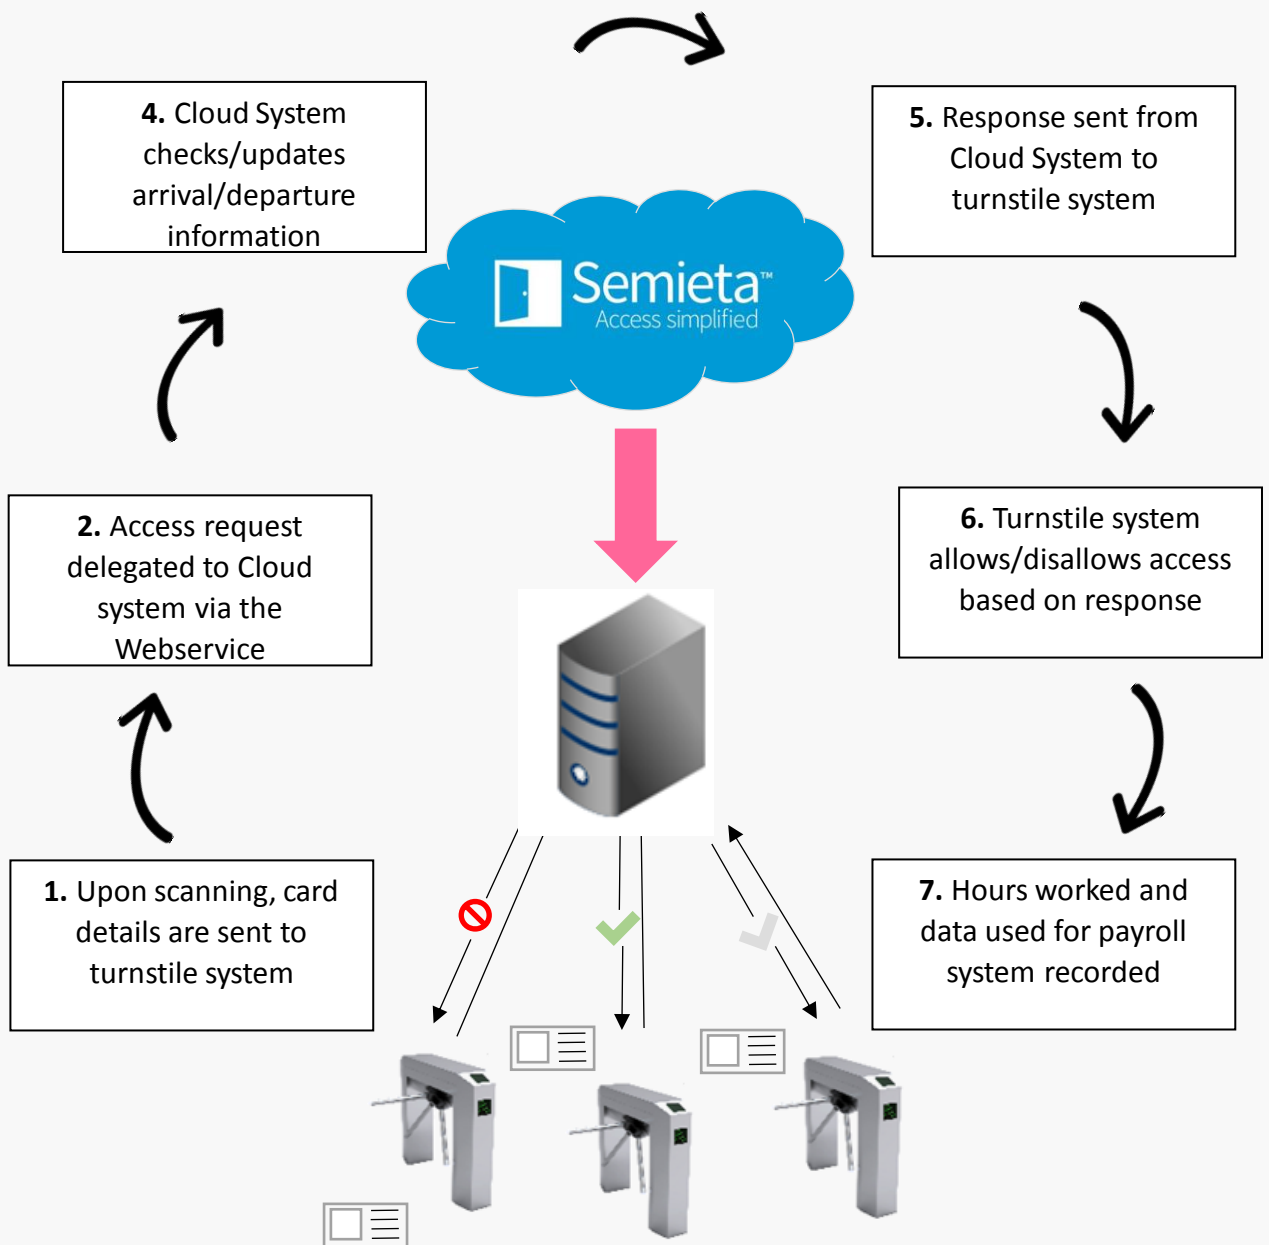 4. Cloud System
checks/updates
arrival/departure
information
5. Response sent from
Cloud System to
turnstile system
Semieta™
Access simplified
2. Access request
delegated to Cloud
system via the
Webservice
6. Turnstile system
allows/disallows access
based on response
1. Upon scanning, card
details are sent to
turnstile system
7. Hours worked and
data used for payroll
system recorded